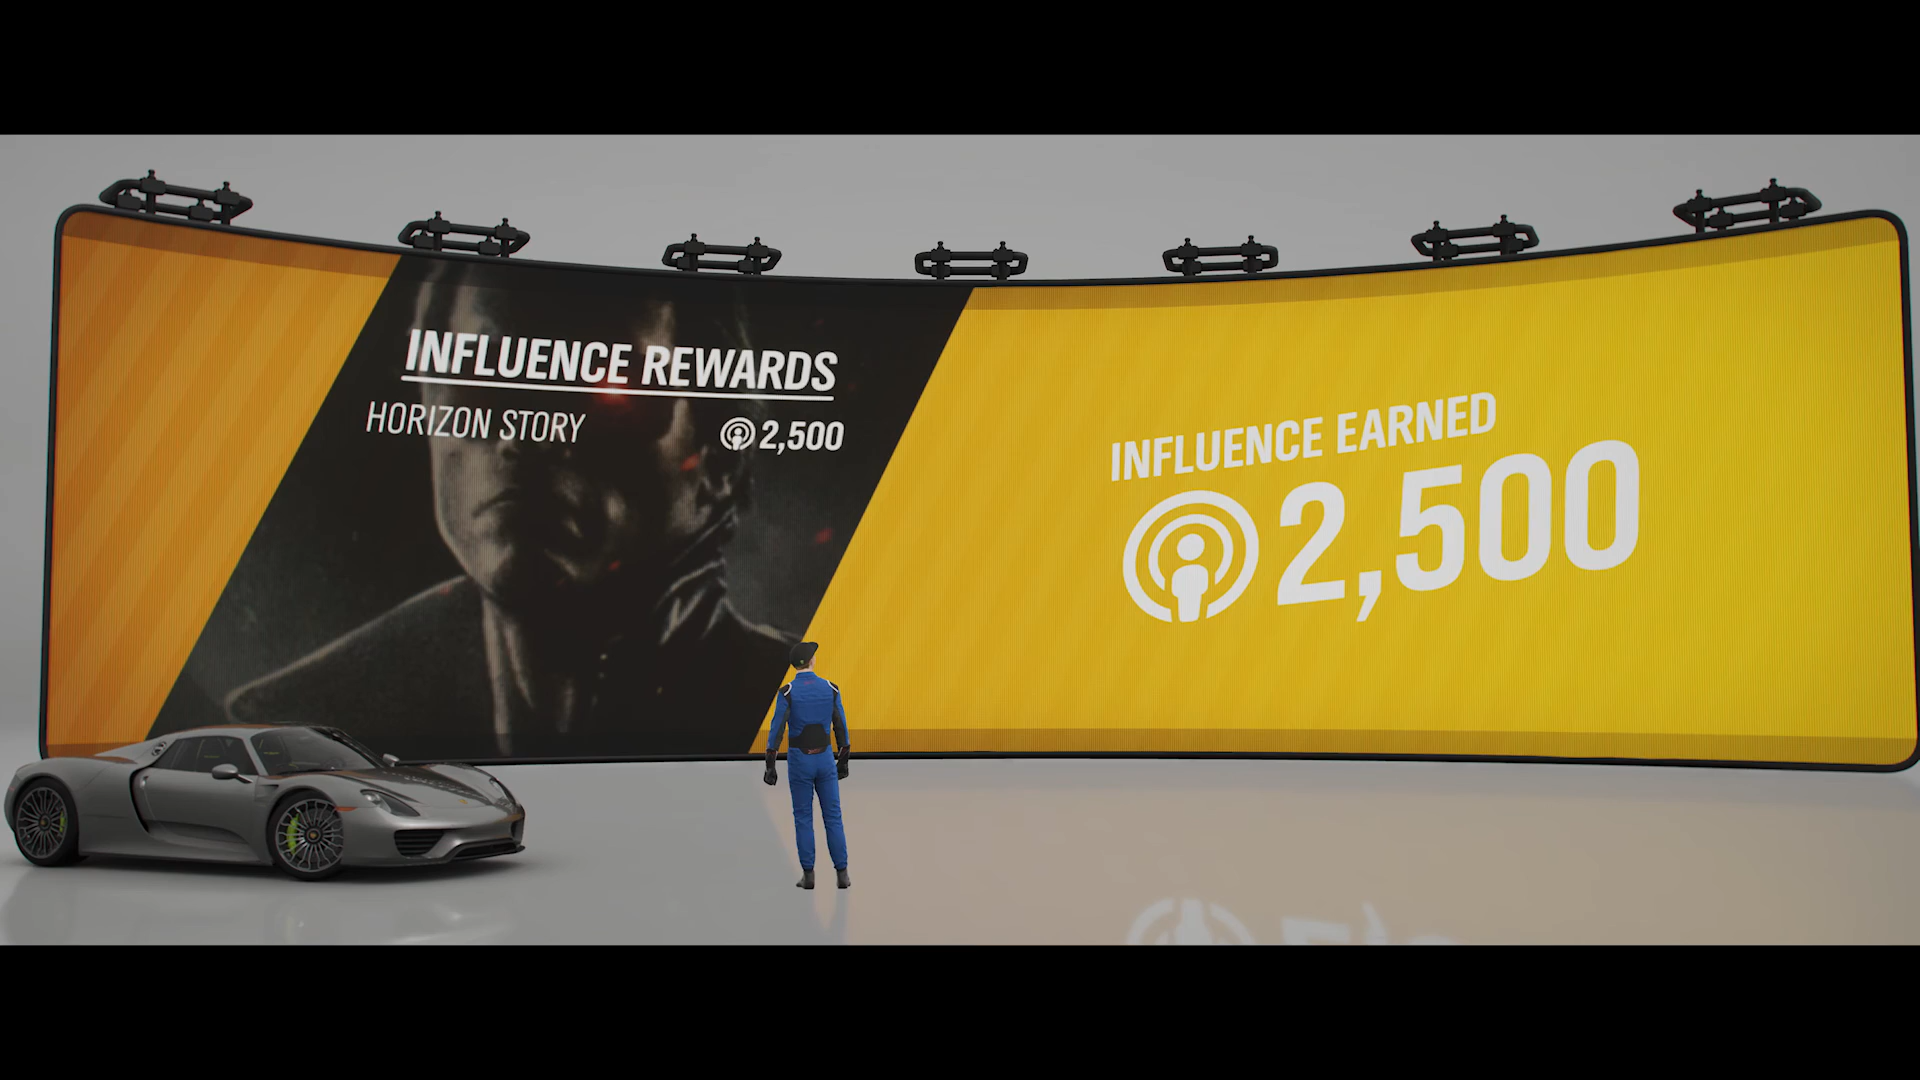 INFLUENCE REWARDS
HORIZON STORY 2,500
INFLUENCE EARNED
2,500